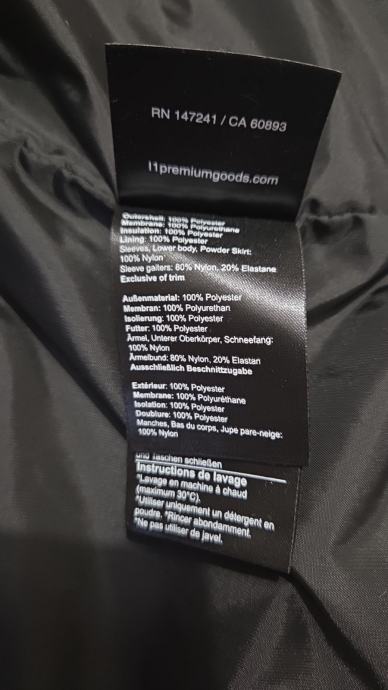 RN 147241 / CA 60893
l1premiumgoods.com
Outershell: 100% Polyester
Membrane: 100% Polyurethane
Insulation: 100% Polyester
Lining: 100% Polyester
Sleeves, Lower body, Powder Skirt:
100% Nylon
Sleeve gaiters: 80% Nylon, 20% Elastane
Exclusive of trim
Außenmaterial: 100% Polyester
Membran: 100% Polyurethan
Isolierung: 100% Polyester
Futter: 100% Polyester
Ärmel, Unterer Oberkörper, Schneefang:
100% Nylon
Ärmelbund: 80% Nylon, 20% Elastan
Ausschließlich Beschnittzugabe
Extérieur: 100% Polyester
Membrane: 100% Polyuréthane
Isolation: 100% Polyester
Doublure: 100% Polyester
Manches, Bas du corps, Jupe pare-neige:
100% Nylon
und Taschen schließen
Instructions de lavage
*Lavage en machine à chaud
(maximum 30°C).
*Utiliser uniquement un détergent en
poudre. *Rincer abondamment.
*Ne pas utiliser de javel.